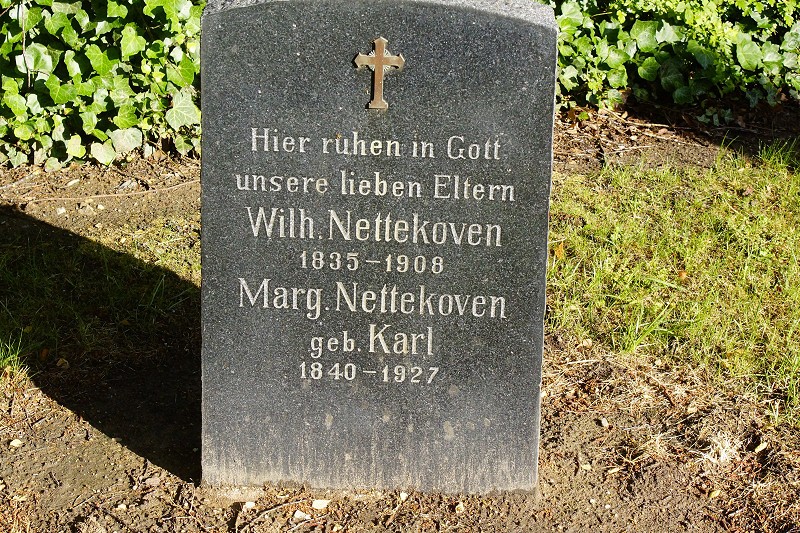 Hier ruhen in Gott
unsere lieben Eltern
Wilh. Nettekoven
1835-1908
Marg. Nettekoven
geb. Karl
1840-1927